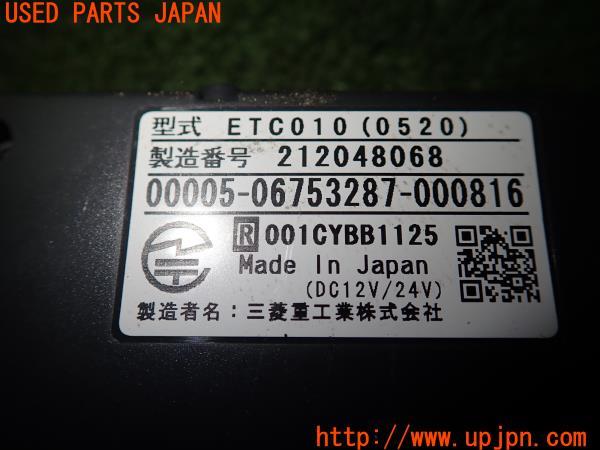 USED PARTS JAPAN
型式 ETC010(0520)
製造番号 212048068
00005-06753287-000816
R 001CYBB1125
Made In Japan
(DC12V/24V)
製造者名：三菱重工業株式会社
http://www.upjpn.com/